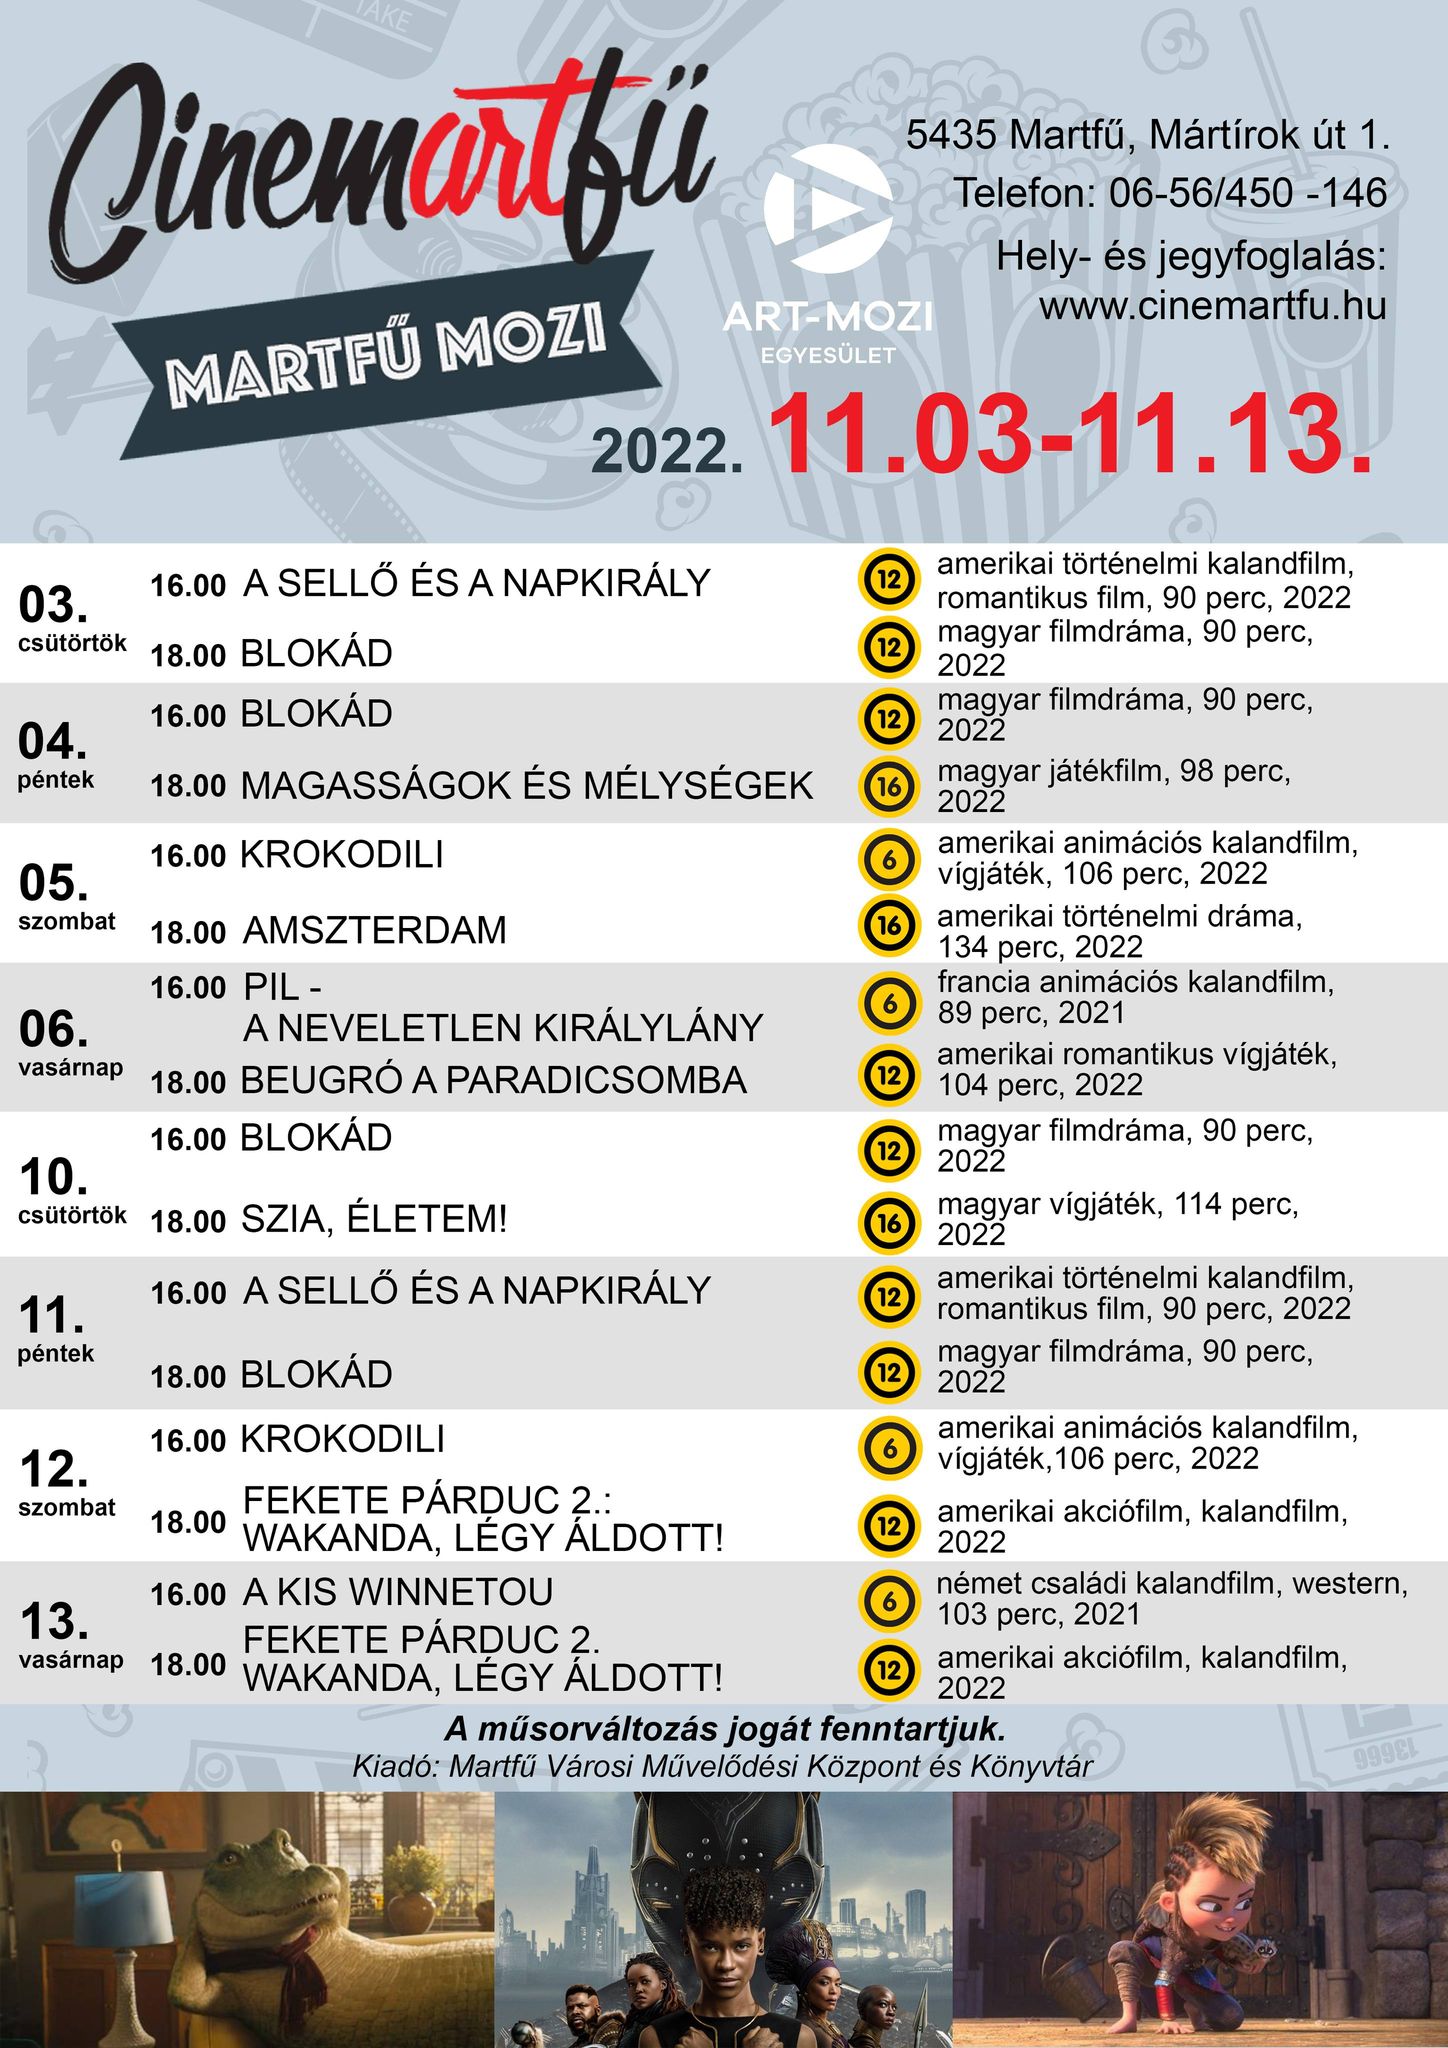 TAKE
Cinemartfű
MARTFŰ MOZI
ART-MOZI
EGYESÜLET
5435 Martfű, Mártírok út 1.
Telefon: 06-56/450 -146
Hely- és jegyfoglalás:
www.cinemartfu.hu
2022. 11.03-11.13.
03.
csütörtök
16.00 A SELLŐ ÉS A NAPKIRÁLY
12
amerikai történelmi kalandfilm,
romantikus film, 90 perc, 2022
18.00 BLOKÁD
12
magyar filmdráma, 90 perc,
2022
04.
péntek
16.00 BLOKÁD
12
magyar filmdráma, 90 perc,
2022
18.00 MAGASSÁGOK ÉS MÉLYSÉGEK
16
magyar játékfilm, 98 perc,
2022
05.
szombat
16.00 KROKODILI
6
amerikai animációs kalandfilm,
vígjáték, 106 perc, 2022
18.00 AMSZTERDAM
16
amerikai történelmi dráma,
134 perc, 2022
06.
vasárnap
16.00 PIL -
A NEVELETLEN KIRÁLYLÁNY
6
francia animációs kalandfilm,
89 perc, 2021
18.00 BEUGRÓ A PARADICSOMBA
12
amerikai romantikus vígjáték,
104 perc, 2022
10.
csütörtök
16.00 BLOKÁD
12
magyar filmdráma, 90 perc,
2022
18.00 SZIA, ÉLETEM!
16
magyar vígjáték, 114 perc,
2022
11.
péntek
16.00 A SELLŐ ÉS A NAPKIRÁLY
12
amerikai történelmi kalandfilm,
romantikus film, 90 perc, 2022
18.00 BLOKÁD
12
magyar filmdráma, 90 perc,
2022
12.
szombat
16.00 KROKODILI
6
amerikai animációs kalandfilm,
vígjáték,106 perc, 2022
18.00 FEKETE PÁRDUC 2.:
WAKANDA, LÉGY ÁLDOTT!
12
amerikai akciófilm, kalandfilm,
2022
13.
vasárnap
16.00 A KIS WINNETOU
6
német családi kalandfilm, western,
103 perc, 2021
18.00 FEKETE PÁRDUC 2.
WAKANDA, LÉGY ÁLDOTT!
12
amerikai akciófilm, kalandfilm,
2022
A műsorváltozás jogát fenntartjuk.
Kiadó: Martfű Városi Művelődési Központ és Könyvtár
13666